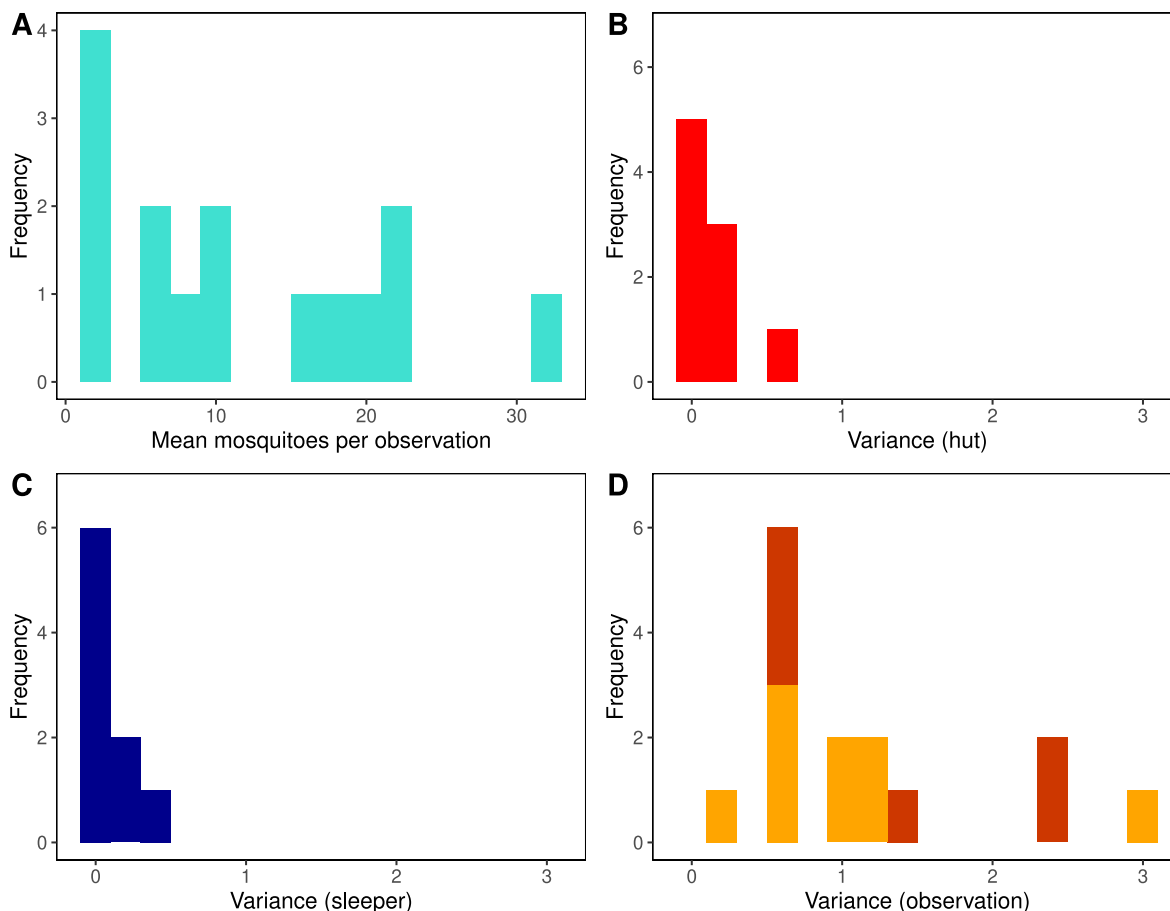 A
Frequency
4
3
2
1
0
0 10 20 30
Mean mosquitoes per observation
B
Frequency
6
4
2
0
0 1 2 3
Variance (hut)
C
Frequency
6
4
2
0
0 1 2 3
Variance (sleeper)
D
Frequency
6
4
2
0
0 1 2 3
Variance (observation)